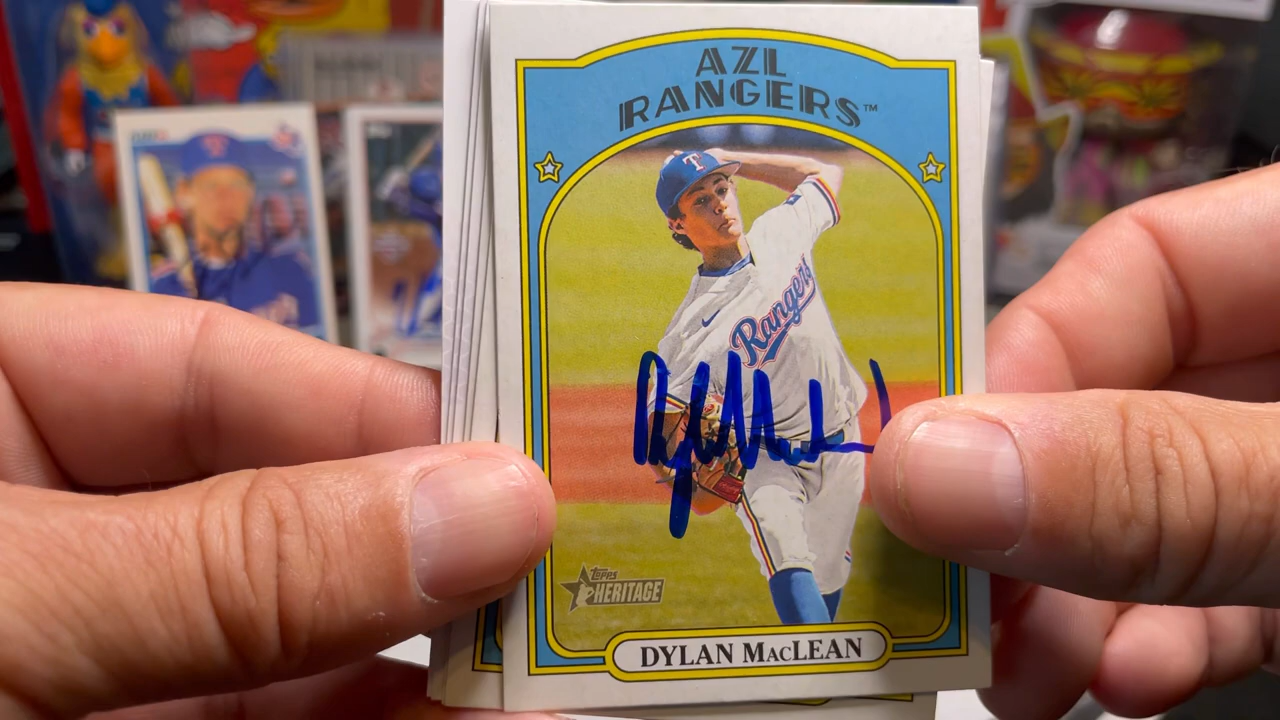 AZL
RANGERS™
T
Rangers
Topps
HERITAGE
DYLAN MACLEAN
T